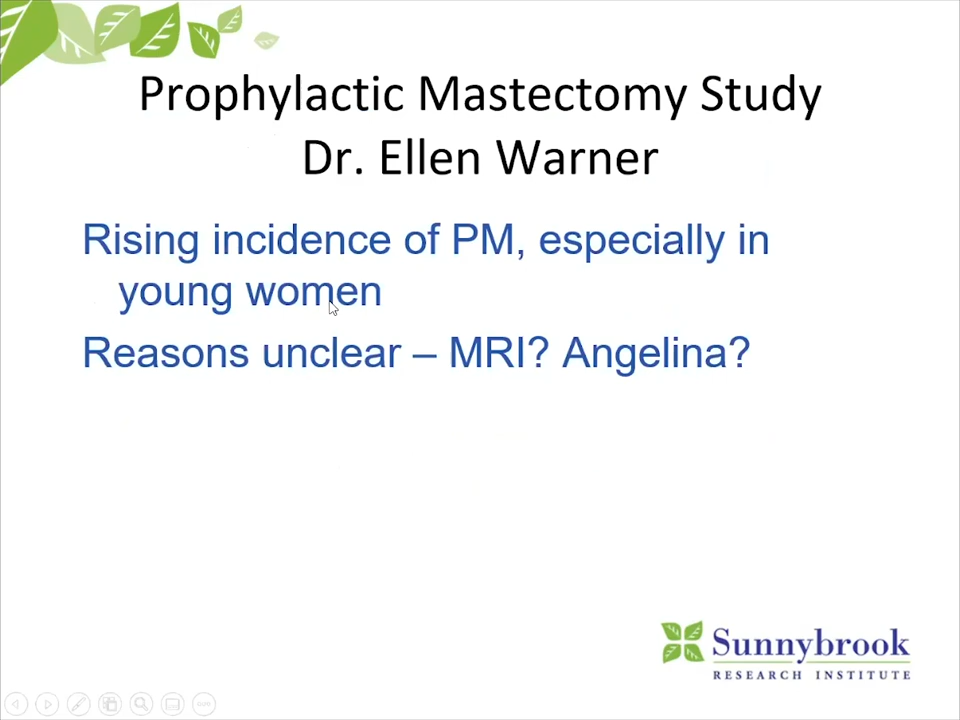 Prophylactic Mastectomy Study
Dr. Ellen Warner
Rising incidence of PM, especially in
young women
Reasons unclear – MRI? Angelina?
Sunnybrook
RESEARCH INSTITUTE